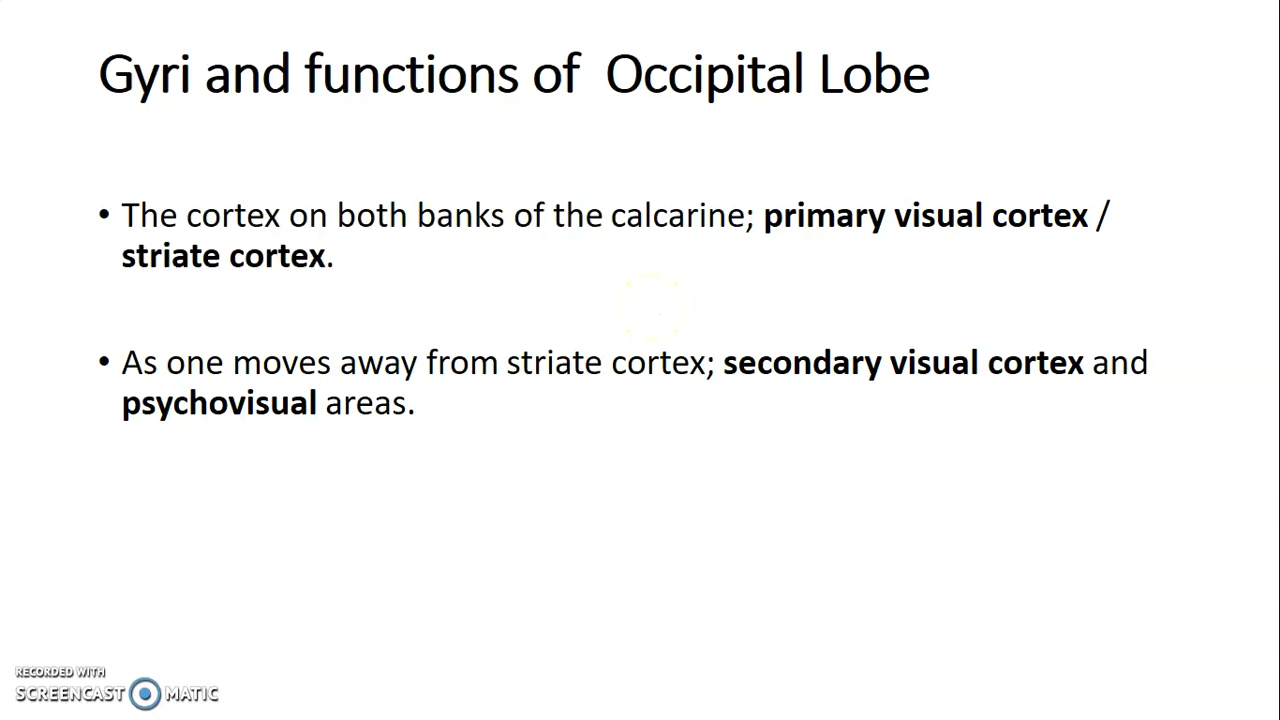 Gyri and functions of Occipital Lobe
• The cortex on both banks of the calcarine; primary visual cortex /
striate cortex.
• As one moves away from striate cortex; secondary visual cortex and
psychovisual areas.
RECORDED WITH
SCREENCAST MATIC